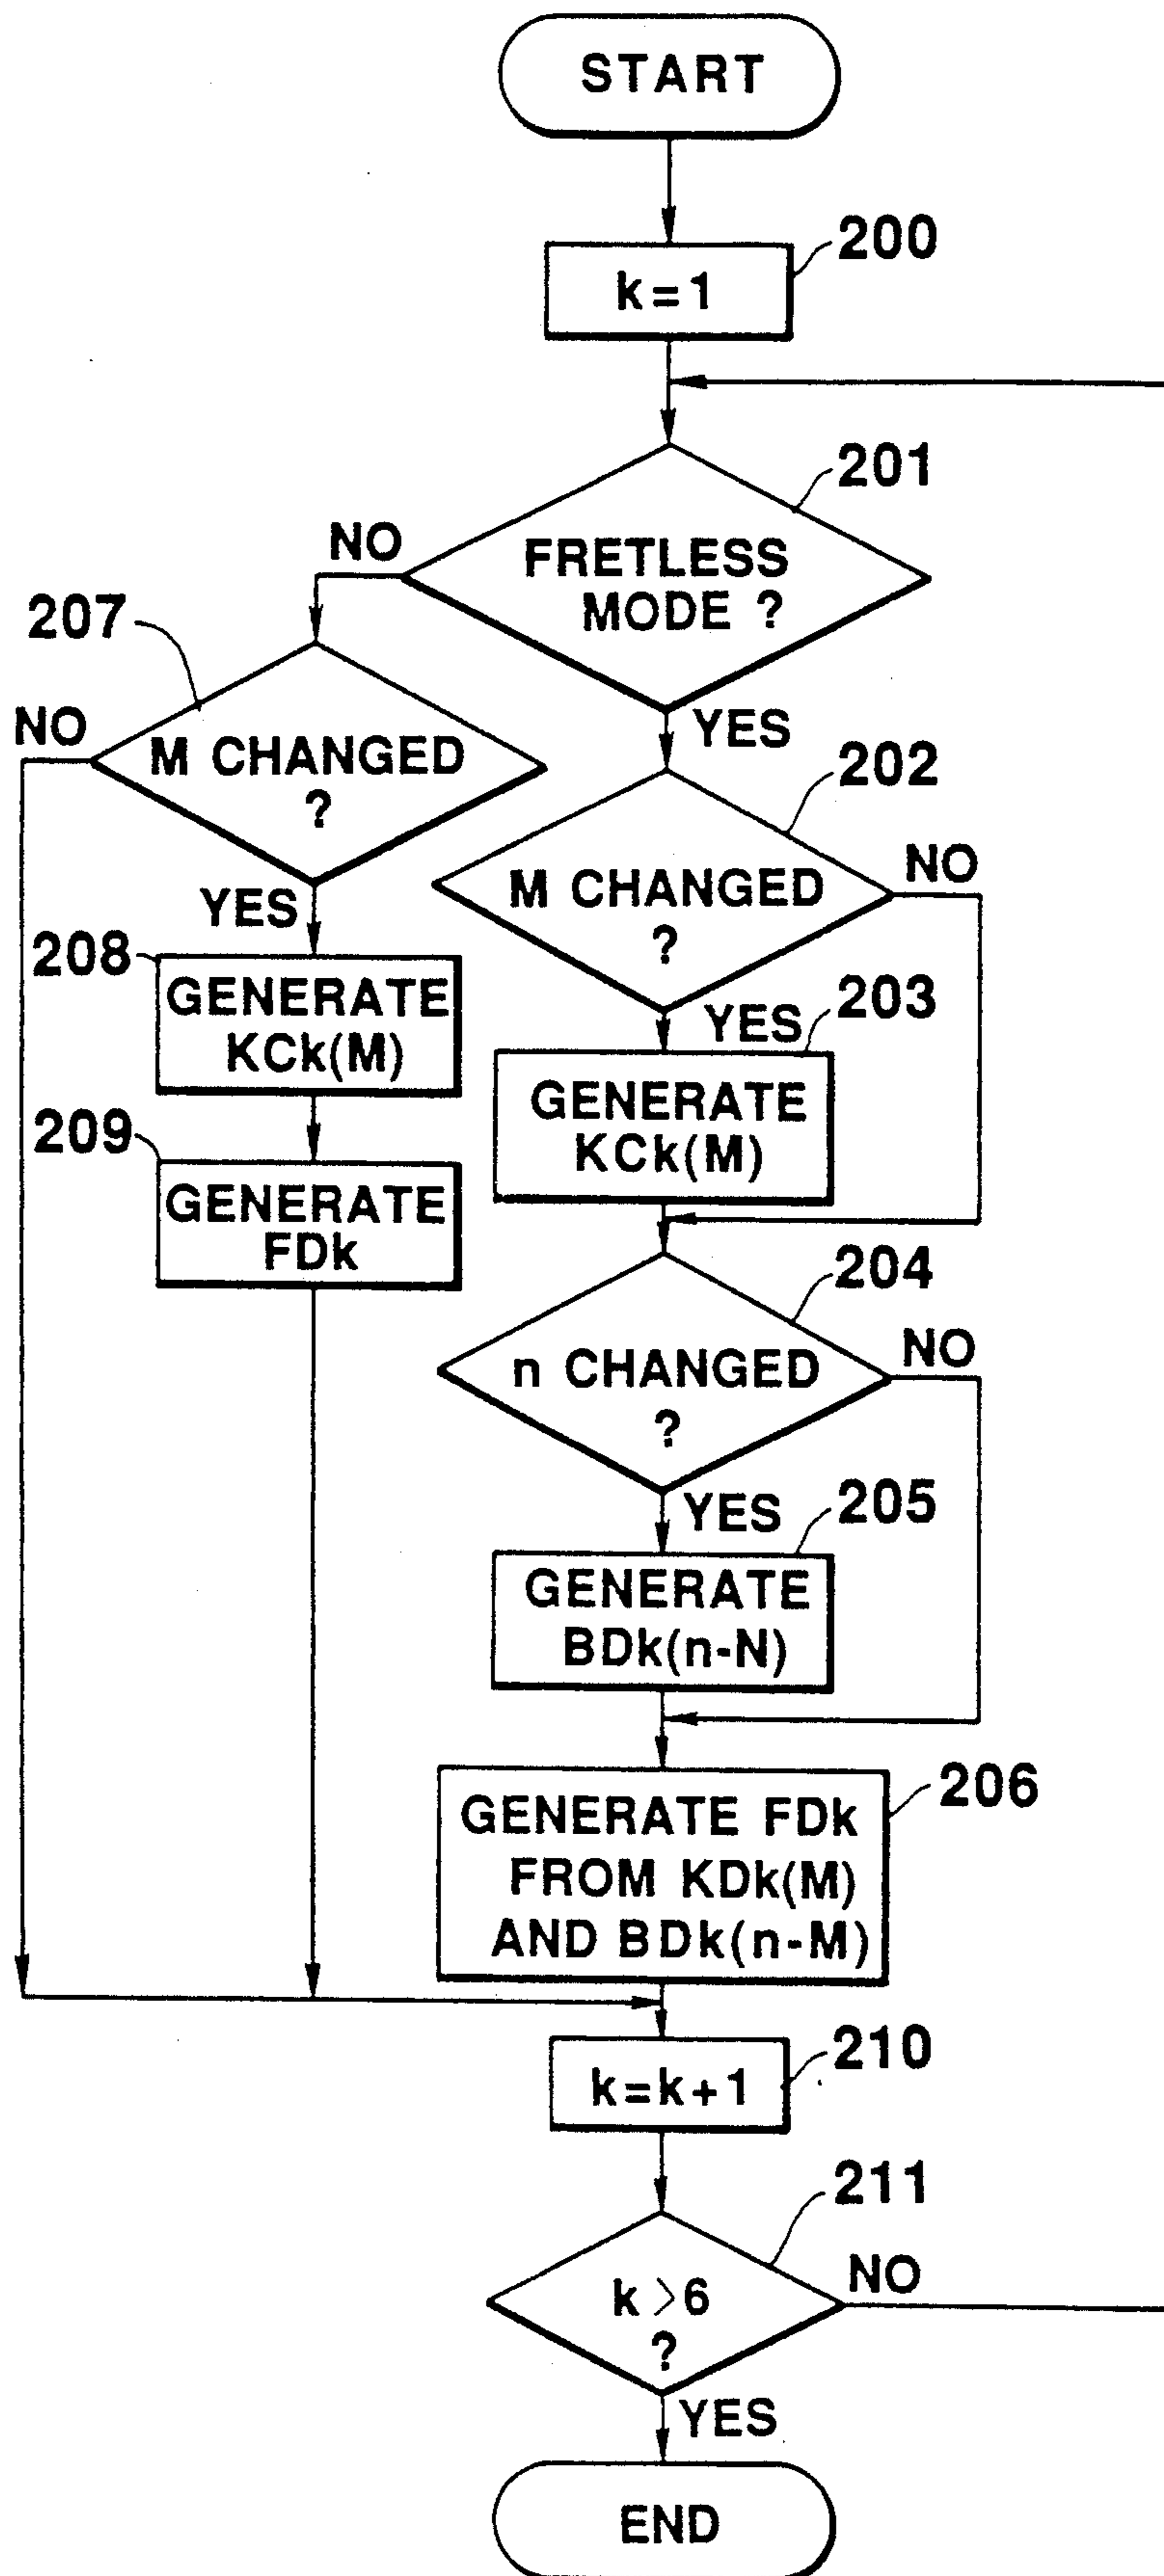 START
200
k=1
201
NO
FRETLESS
MODE ?
207
YES
NO
M CHANGED
?
202
M CHANGED
?
NO
YES
208
GENERATE
KCk(M)
YES
203
GENERATE
KCk(M)
209
GENERATE
FDk
204
n CHANGED
?
NO
YES
205
GENERATE
BDk(n-N)
206
GENERATE FDk
FROM KDk(M)
AND BDk(n-M)
210
k=k+1
211
k>6
?
NO
YES
END